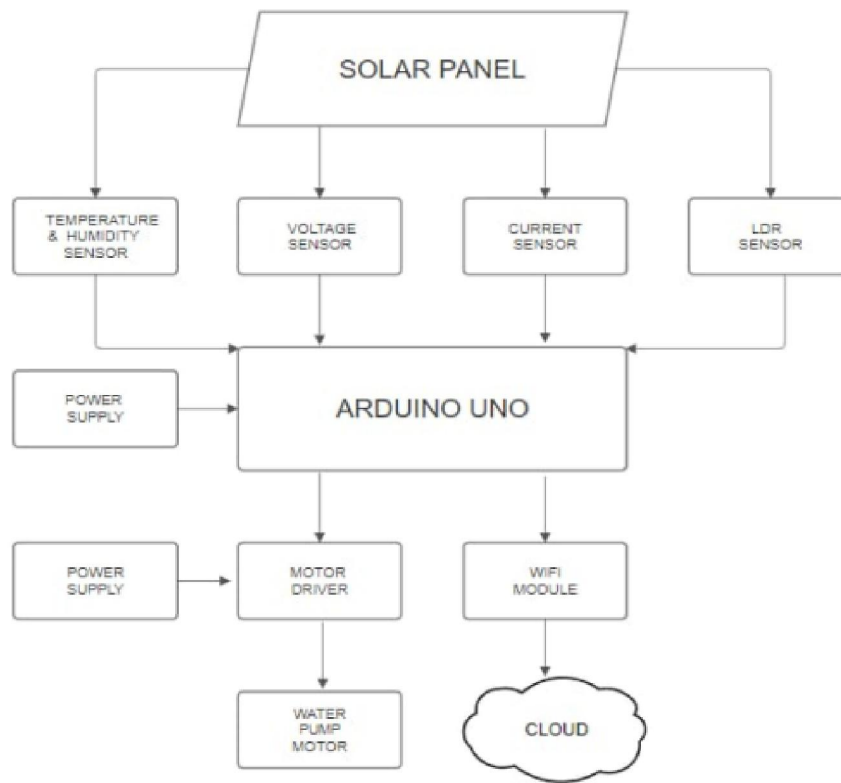 SOLAR PANEL
TEMPERATURE
& HUMIDITY
SENSOR
VOLTAGE
SENSOR
CURRENT
SENSOR
LDR
SENSOR
POWER
SUPPLY
ARDUINO UNO
POWER
SUPPLY
MOTOR
DRIVER
WIFI
MODULE
WATER
PUMP
MOTOR
CLOUD